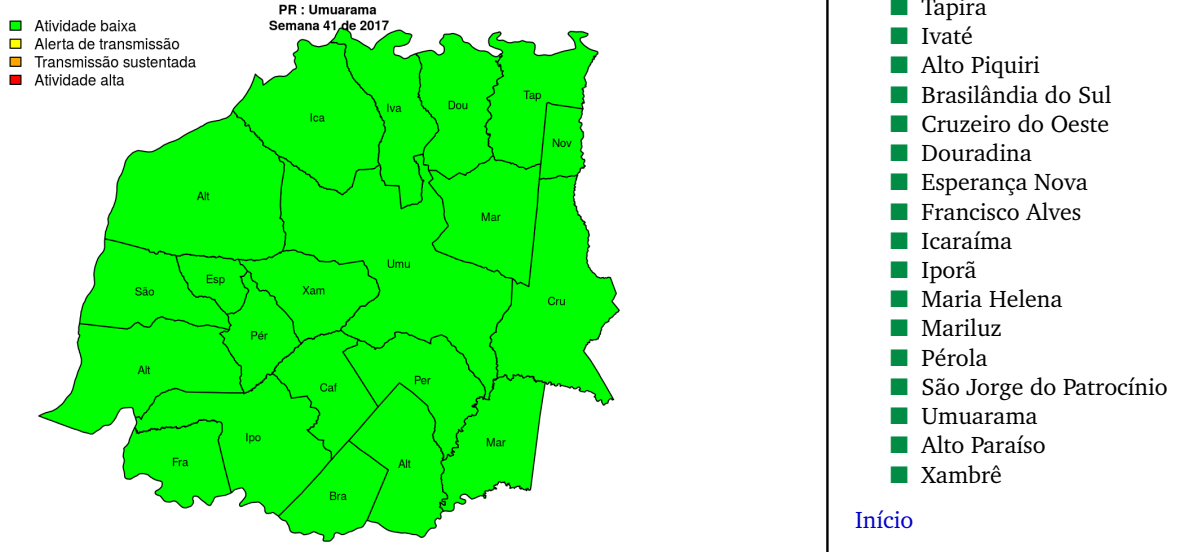 PR : Umuarama
Semana 41 de 2017
Atividade baixa
Alerta de transmissão
Transmissão sustentada
Atividade alta
Ica
Iva
Dou
Tap
Nov
Alt
Mar
Umu
Esp
São
Xam
Cru
Pér
Alt
Caf
Per
Ipo
Mar
Fra
Alt
Bra
Tapira
Ivaté
Alto Piquiri
Brasilândia do Sul
Cruzeiro do Oeste
Douradina
Esperança Nova
Francisco Alves
Icaraíma
Iporã
Maria Helena
Mariluz
Pérola
São Jorge do Patrocínio
Umuarama
Alto Paraíso
Xambrê
Início